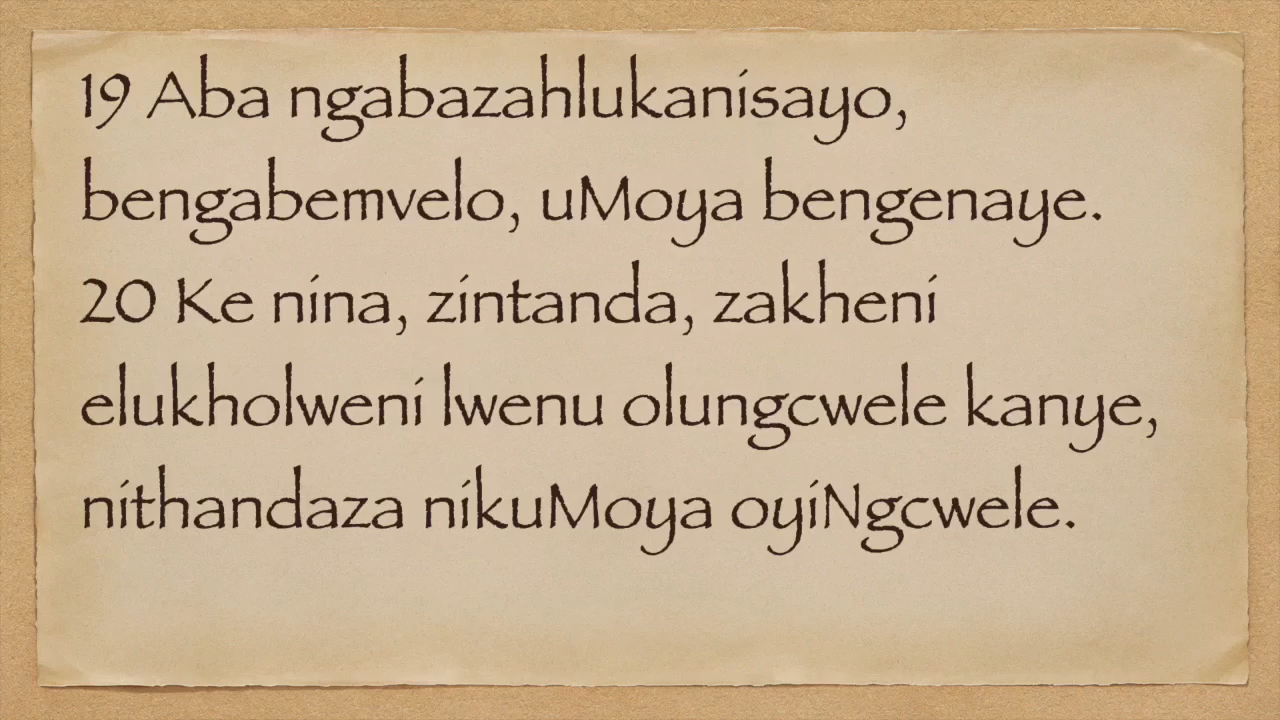 19 Aba ngabazahlukanisayo,
bengabemvelo, uMoya bengenaye.
20 Ke nina, zintanda, zakheni
elukholweni lwenu olungcwele kanye,
nithandaza nikuMoya oyiNgcwele.